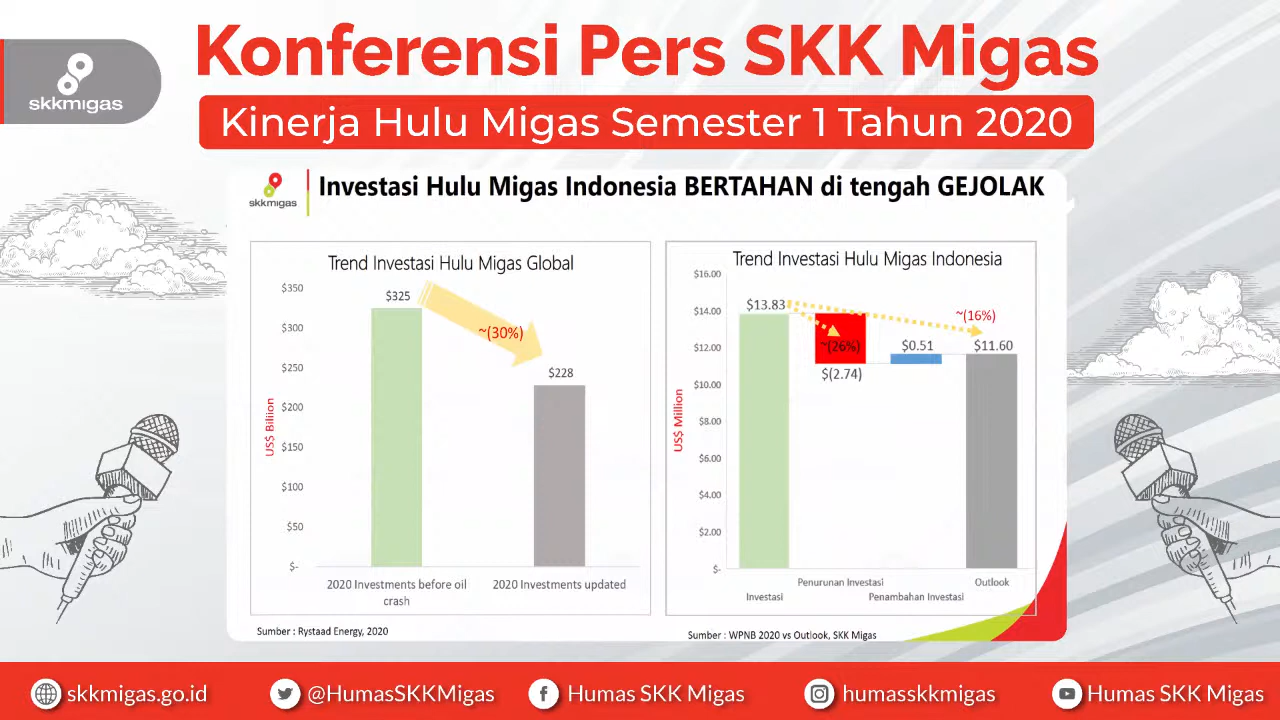 Konferensi Pers SKK Migas
skkmigas
Kinerja Hulu Migas Semester 1 Tahun 2020
skkmigas
Investasi Hulu Migas Indonesia BERTAHAN di tengah GEJOLAK
Trend Investasi Hulu Migas Global
US$ Billion
$350
$300
$250
$200
$150
$100
$50
$-
$325
~(30%)
$228
2020 Investments before oil
crash
2020 Investments updated
Sumber : Rystaad Energy, 2020
Trend Investasi Hulu Migas Indonesia
US$ Million
$16.00
$14.00
$12.00
$10.00
$8.00
$6.00
$4.00
$2.00
$-
$13.83
~(26%)
$(2.74)
$0.51
~(16%)
$11.60
Investasi
Penurunan Investasi
Penambahan Investasi
Outlook
Sumber : WPNB 2020 vs Outlook, SKK Migas
skkmigas.go.id
@HumasSKKMigas
Humas SKK Migas
humasskkmigas
Humas SKK Migas